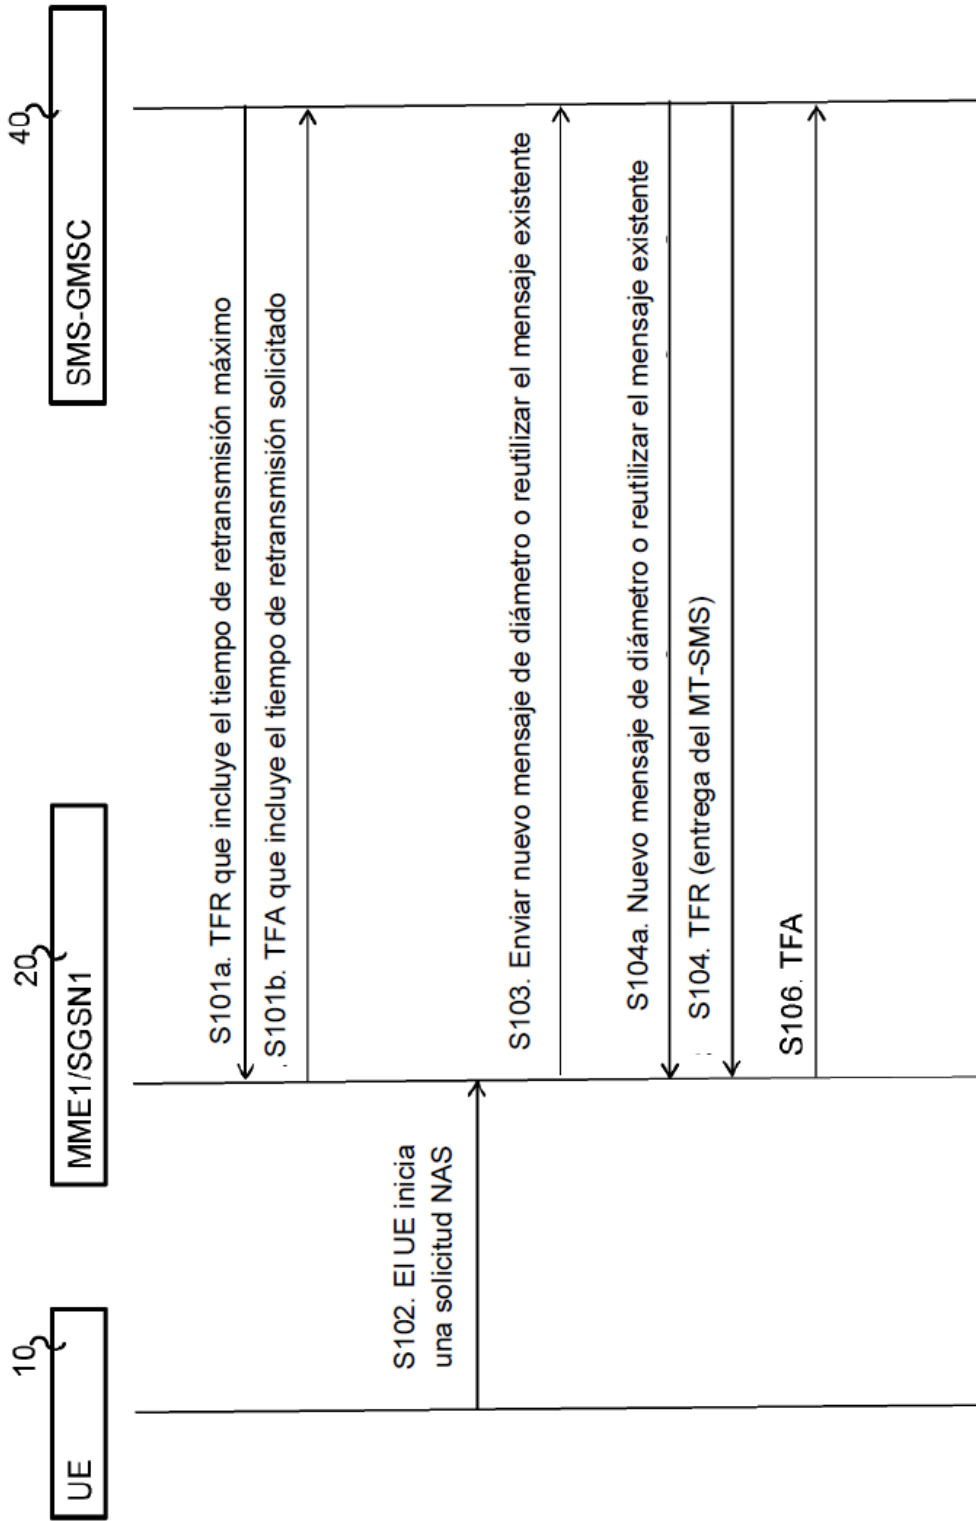 10
20
40
UE
MME1/SGSN1
SMS-GMSC
S101a. TFR que incluye el tiempo de retransmisión máximo
S101b. TFA que incluye el tiempo de retransmisión solicitado
S102. El UE inicia
una solicitud NAS
S103. Enviar nuevo mensaje de diámetro o reutilizar el mensaje existente
S104a. Nuevo mensaje de diámetro o reutilizar el mensaje existente
S104. TFR (entrega del MT-SMS)
S106. TFA